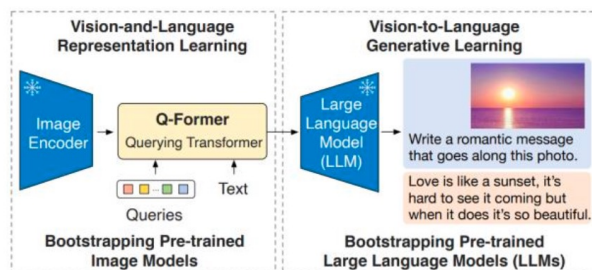 Vision-and-Language
Representation Learning
Image
Encoder
Q-Former
Querying Transformer
...
Queries
Text
Bootstrapping Pre-trained
Image Models
Vision-to-Language
Generative Learning
Large
Language
Model
(LLM)
Write a romantic message
that goes along this photo.
Love is like a sunset, it's
hard to see it coming but
when it does it's so beautiful.
Bootstrapping Pre-trained
Large Language Models (LLMs)